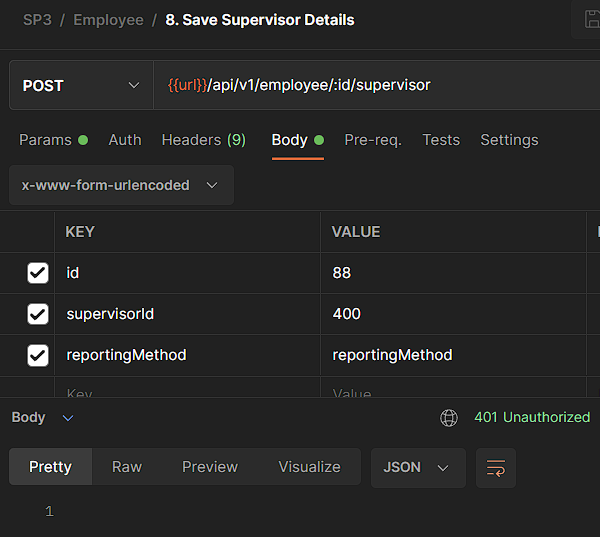 SP3 / Employee / 8. Save Supervisor Details
POST {{url}}/api/v1/employee/:id/supervisor
Params Auth Headers (9) Body Pre-req. Tests Settings
x-www-form-urlencoded
KEY VALUE
id 88
supervisorId 400
reportingMethod reportingMethod
Key Value
Body 401 Unauthorized
Pretty Raw Preview Visualize JSON
1